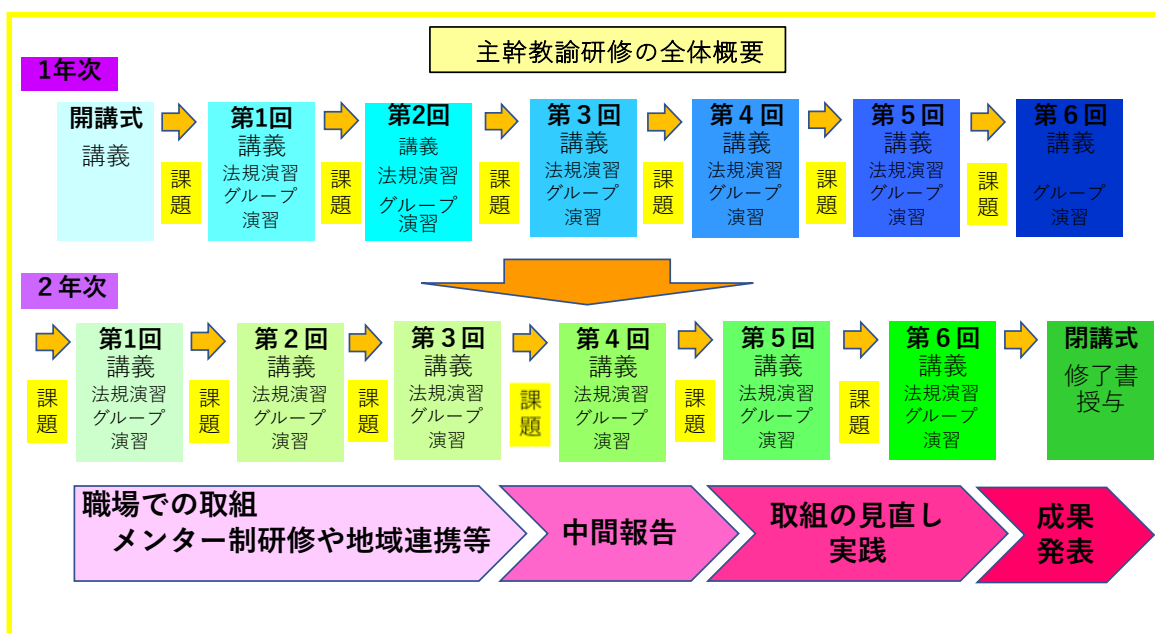 主幹教諭研修の全体概要
1年次
開講式
講義
課
題
第1回
講義
法規演習
グループ
演習
課
題
第2回
講義
法規演習
グループ
演習
課
題
第３回
講義
法規演習
グループ
演習
課
題
第４回
講義
法規演習
グループ
演習
課
題
第５回
講義
法規演習
グループ
演習
課
題
第６回
講義
グループ
演習
２年次
課
題
第1回
講義
法規演習
グループ
演習
課
題
第２回
講義
法規演習
グループ
演習
課
題
第３回
講義
法規演習
グループ
演習
課
題
第４回
講義
法規演習
グループ
演習
課
題
第５回
講義
法規演習
グループ
演習
課
題
第６回
講義
法規演習
グループ
演習
閉講式
修了書
授与
職場での取組
メンター制研修や地域連携等
中間報告
取組の見直し
実践
成果
発表